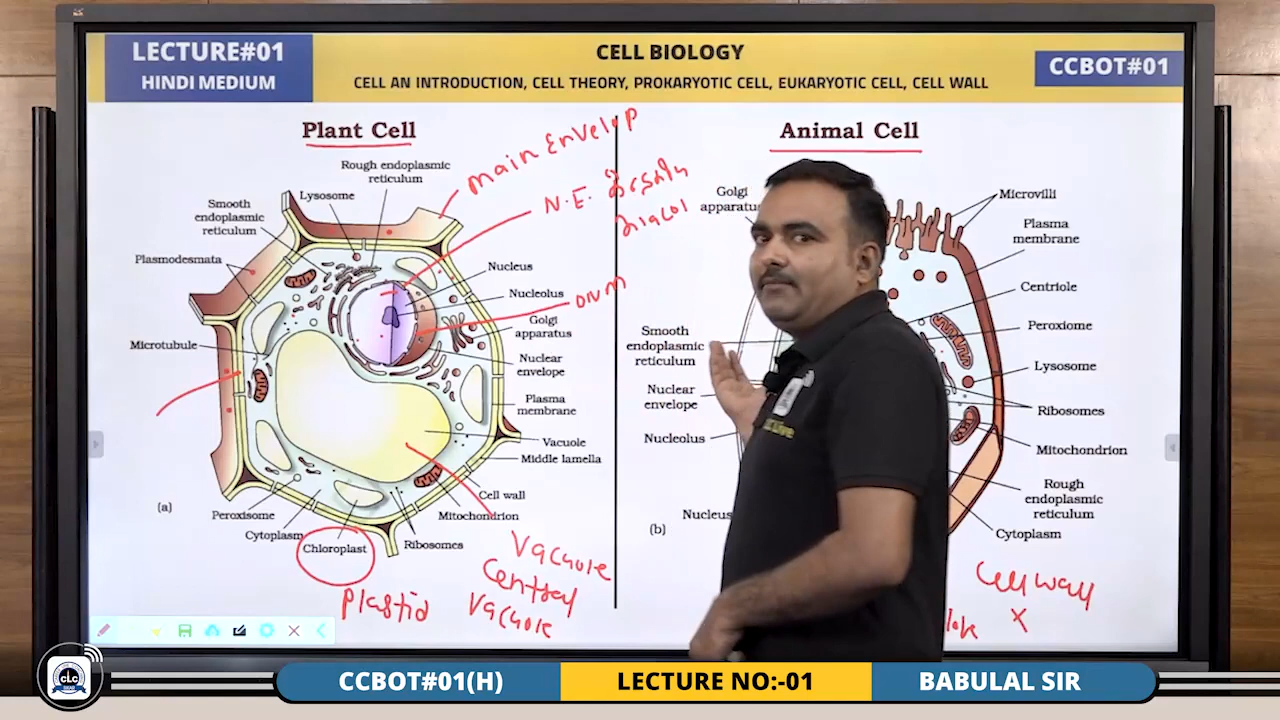 LECTURE#01
HINDI MEDIUM
CELL BIOLOGY
CELL AN INTRODUCTION, CELL THEORY, PROKARYOTIC CELL, EUKARYOTIC CELL, CELL WALL
CCBOT#01
Plant Cell
Rough endoplasmic
reticulum
Lysosome
Smooth
endoplasmic
reticulum
Plasmodesmata
Microtubule
(a)
Peroxisome
Cytoplasm
Chloroplast
Ribosomes
Mitochondrion
Cell wall
Middle lamella
Vacuole
Plasma
membrane
Nuclear
envelope
Golgi
apparatus
Nucleolus
Nucleus
main Envelop
N.E.
ONM
Vacuole
Central
Vacuole
Plastid
Animal Cell
Golgi
apparatus
Smooth
endoplasmic
reticulum
Nuclear
envelope
Nucleolus
Nucleus
(b)
Microvilli
Plasma
membrane
Centriole
Peroxiome
Lysosome
Ribosomes
Mitochondrion
Rough
endoplasmic
reticulum
Cytoplasm
Cell wall
X
CLC
SIKAR
CCBOT#01(H)
LECTURE NO:-01
BABULAL SIR